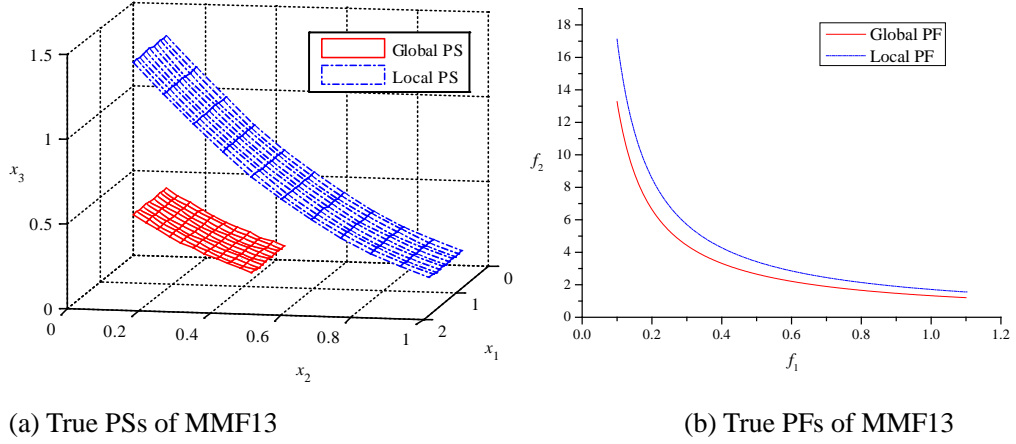 1.5
1
0.5
0
x3
0
0.2
0.4
0.6
0.8
1
x2
2
1
0
x1
Global PS
Local PS
18
16
14
12
10
8
6
4
2
0
f2
0.0
0.2
0.4
0.6
0.8
1.0
1.2
f1
Global PF
Local PF
(a) True PSs of MMF13
(b) True PFs of MMF13